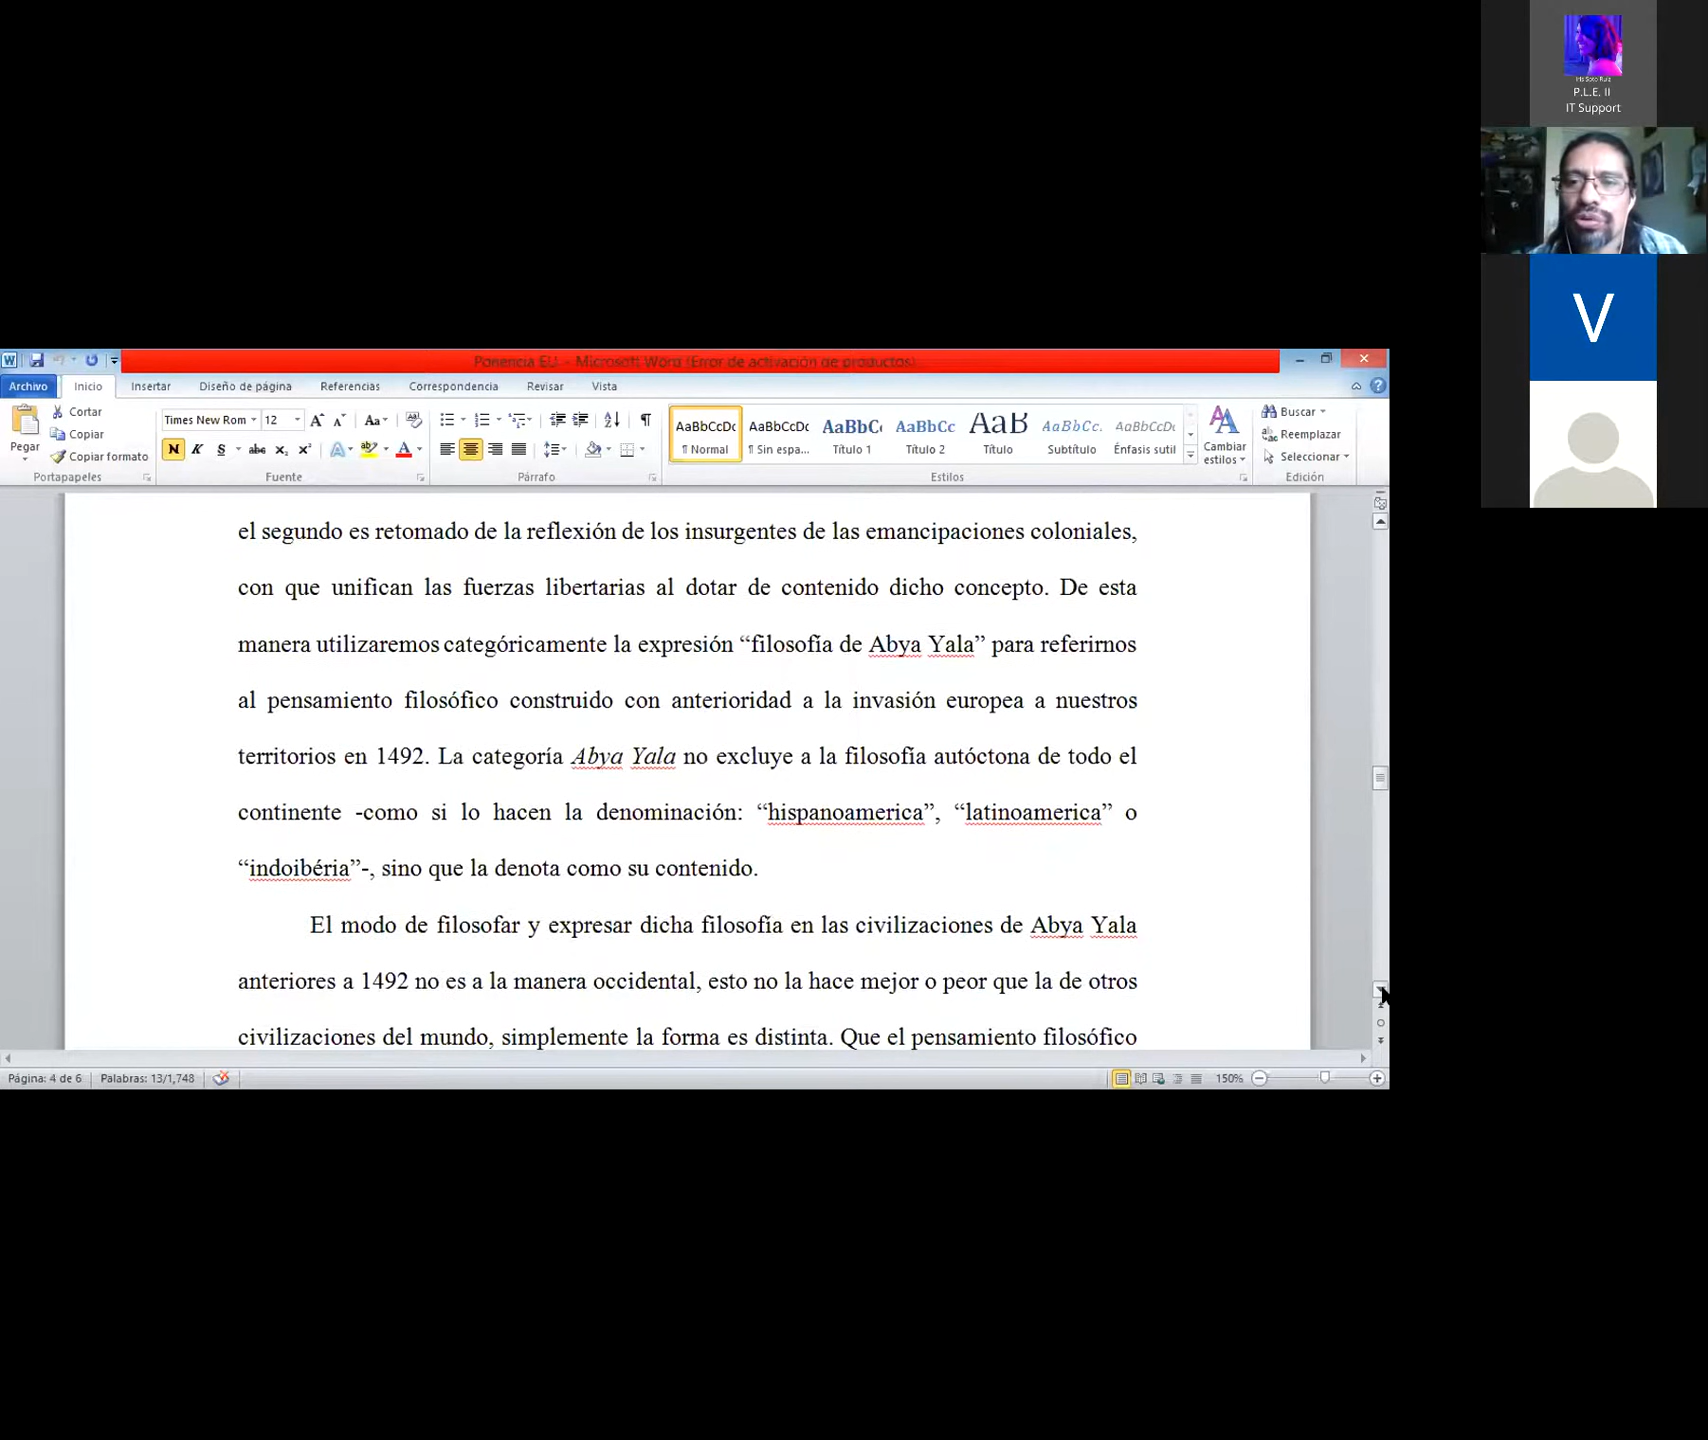 Iris Soto Ruiz
P.L.E. II
IT Support
V
Ponencia EU - Microsoft Word (Error de activación de productos)
Archivo Inicio Insertar Diseño de página Referencias Correspondencia Revisar Vista
Pegar
Cortar
Copiar
Copiar formato
Portapapeles
Times New Rom 12
N K S abc x₂ x² A
Fuente
Párrafo
AaBbCcDc AaBbCcDc AaBbC AaBbCc AaB AaBbCc. AaBbCcDc
¶ Normal ¶ Sin espa... Título 1 Título 2 Título Subtítulo Énfasis sutil
Estilos
Cambiar
estilos
Buscar
Reemplazar
Seleccionar
Edición
el segundo es retomado de la reflexión de los insurgentes de las emancipaciones coloniales,
con que unifican las fuerzas libertarias al dotar de contenido dicho concepto. De esta
manera utilizaremos categóricamente la expresión “filosofía de Abya Yala” para referirnos
al pensamiento filosófico construido con anterioridad a la invasión europea a nuestros
territorios en 1492. La categoría Abya Yala no excluye a la filosofía autóctona de todo el
continente -como si lo hacen la denominación: “hispanoamerica”, “latinoamerica” o
“indoibéria”-, sino que la denota como su contenido.
El modo de filosofar y expresar dicha filosofía en las civilizaciones de Abya Yala
anteriores a 1492 no es a la manera occidental, esto no la hace mejor o peor que la de otros
civilizaciones del mundo, simplemente la forma es distinta. Que el pensamiento filosófico
Página: 4 de 6 Palabras: 13/1,748 150%